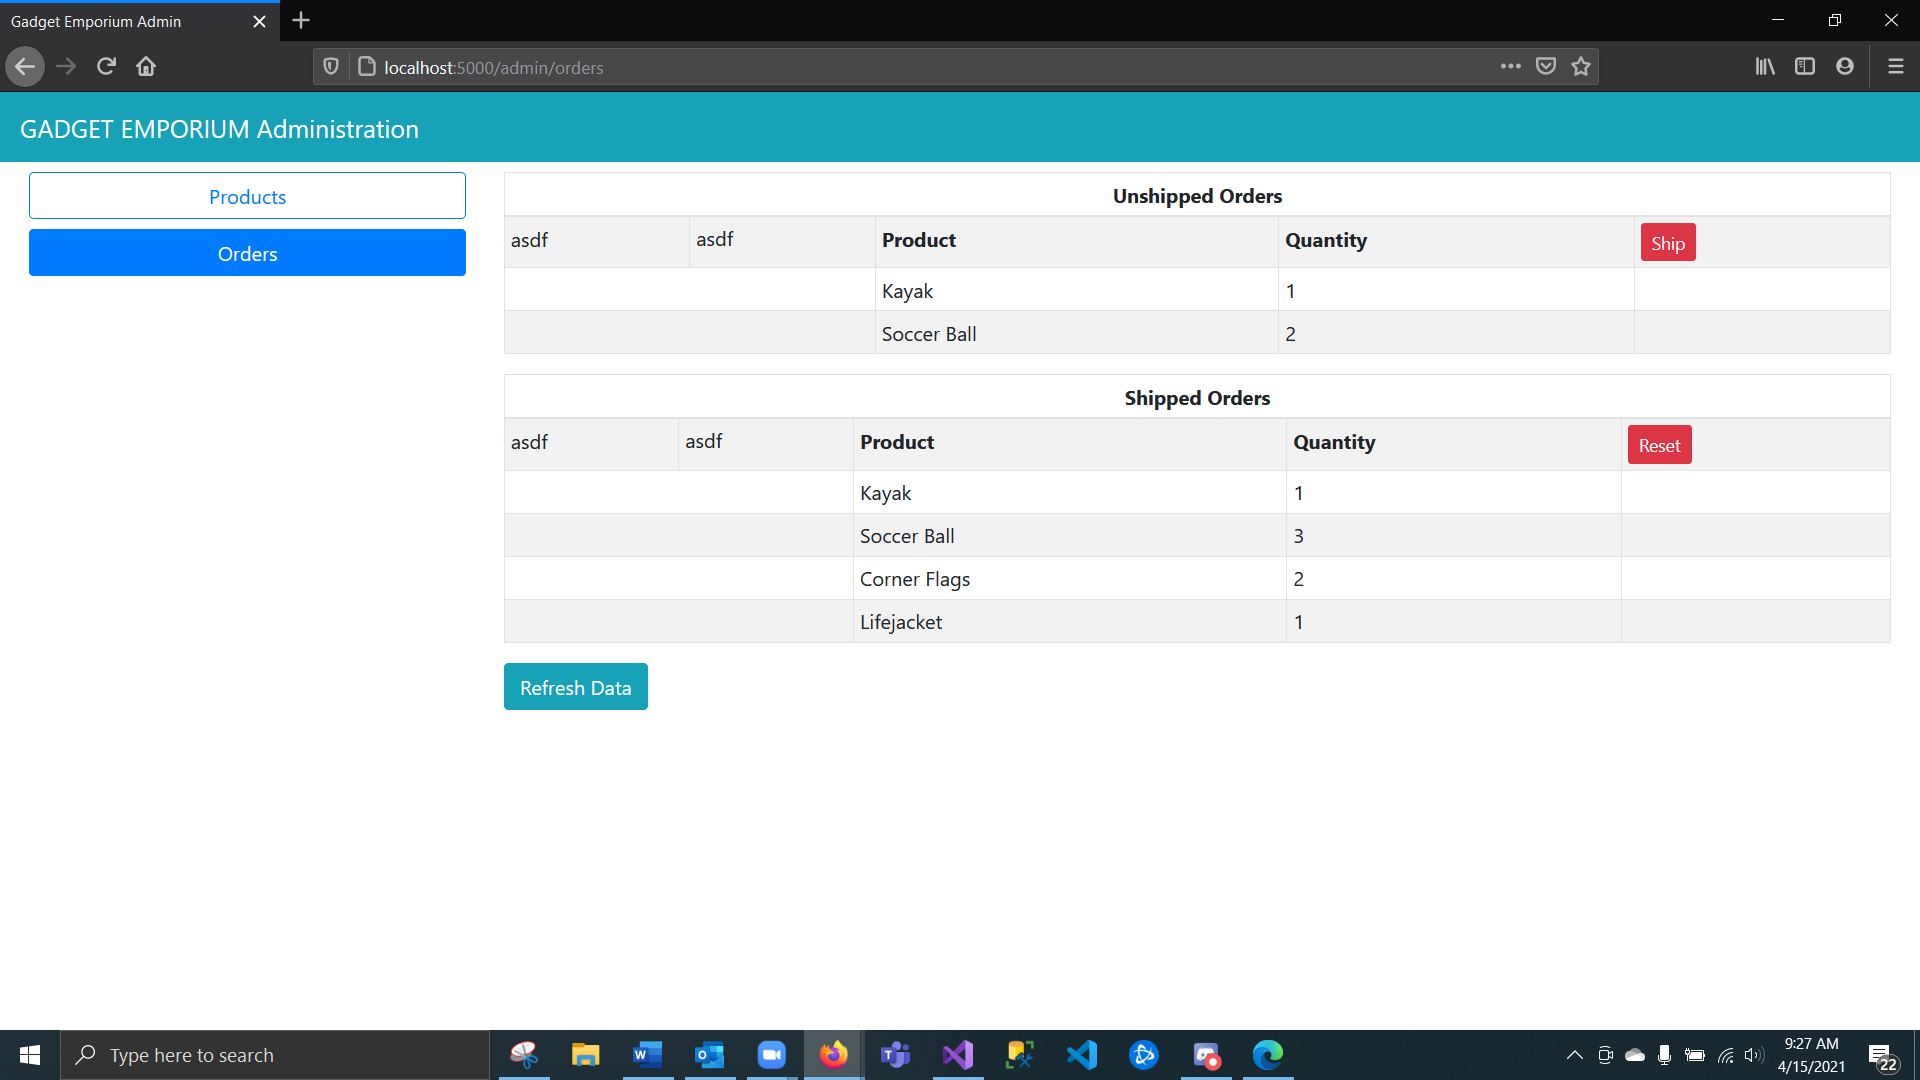 Gadget Emporium Admin
localhost:5000/admin/orders
GADGET EMPORIUM Administration
Products
Orders
Unshipped Orders
asdf asdf Product Quantity Ship
Kayak 1
Soccer Ball 2
Shipped Orders
asdf asdf Product Quantity Reset
Kayak 1
Soccer Ball 3
Corner Flags 2
Lifejacket 1
Refresh Data
Type here to search
9:27 AM
4/15/2021
22